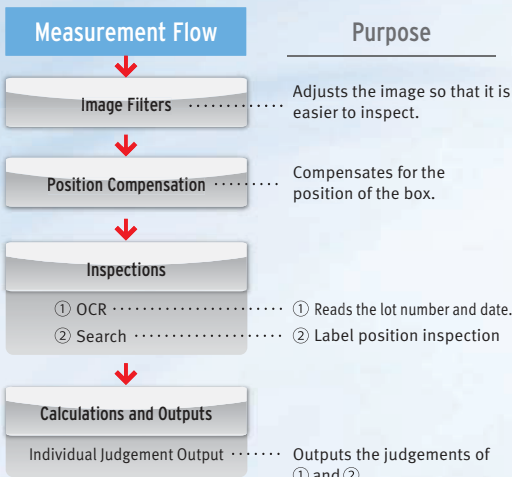 Measurement Flow
Purpose
Image Filters
Adjusts the image so that it is
easier to inspect.
Position Compensation
Compensates for the
position of the box.
Inspections
① OCR
① Reads the lot number and date.
② Search
② Label position inspection
Calculations and Outputs
Individual Judgement Output
Outputs the judgements of
① and ②